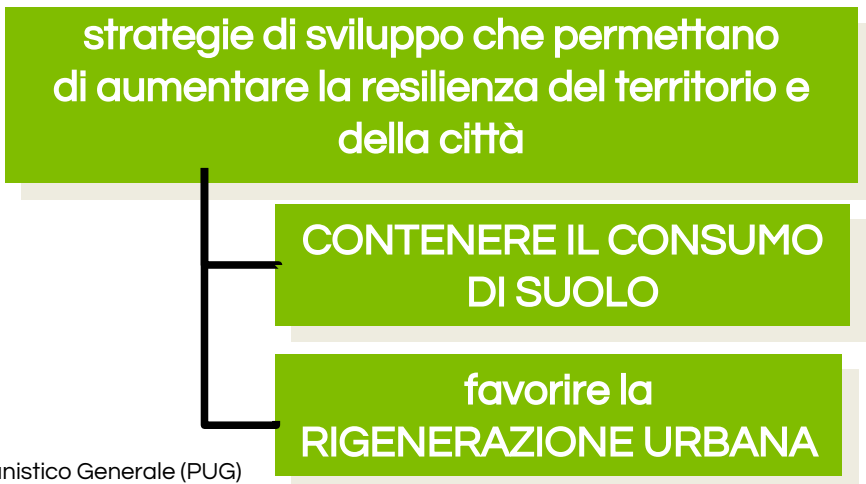 strategie di sviluppo che permettano
di aumentare la resilienza del territorio e
della città
CONTENERE IL CONSUMO
DI SUOLO
favorire la
RIGENERAZIONE URBANA
Generale (PUG)